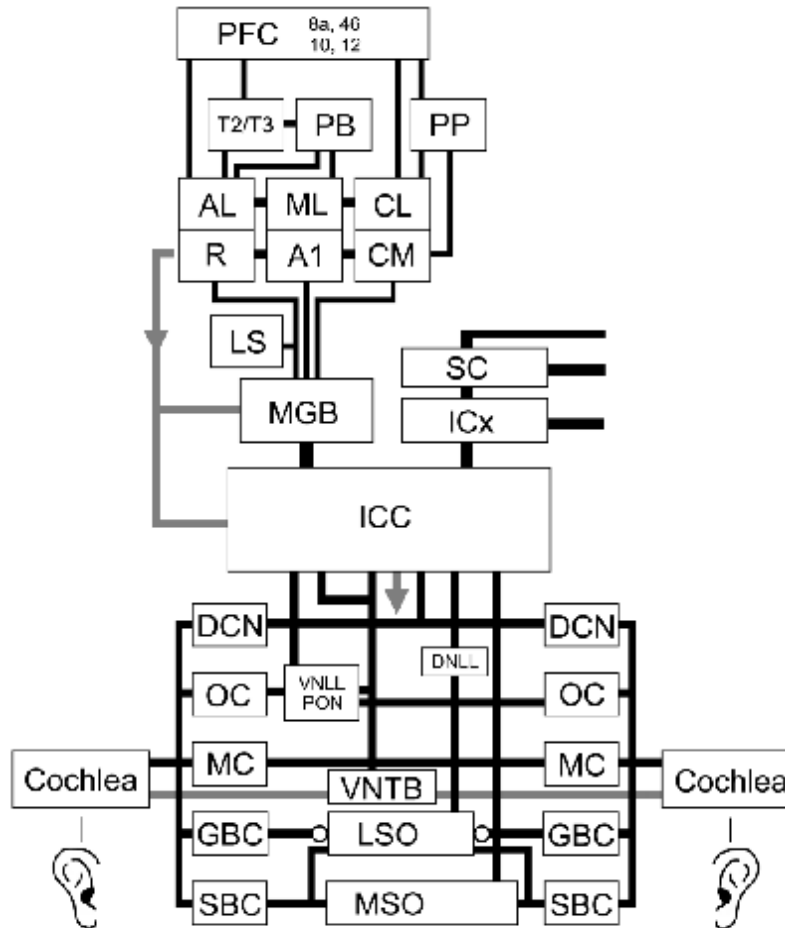 PFC 8a, 46
10, 12
T2/T3 PB PP
AL ML CL
R A1 CM
LS
SC
MGB
ICx
ICC
DCN DCN
DNLL
VNLL
PON
OC OC
MC MC
Cochlea Cochlea
VNTB
GBC LSO GBC
SBC MSO SBC